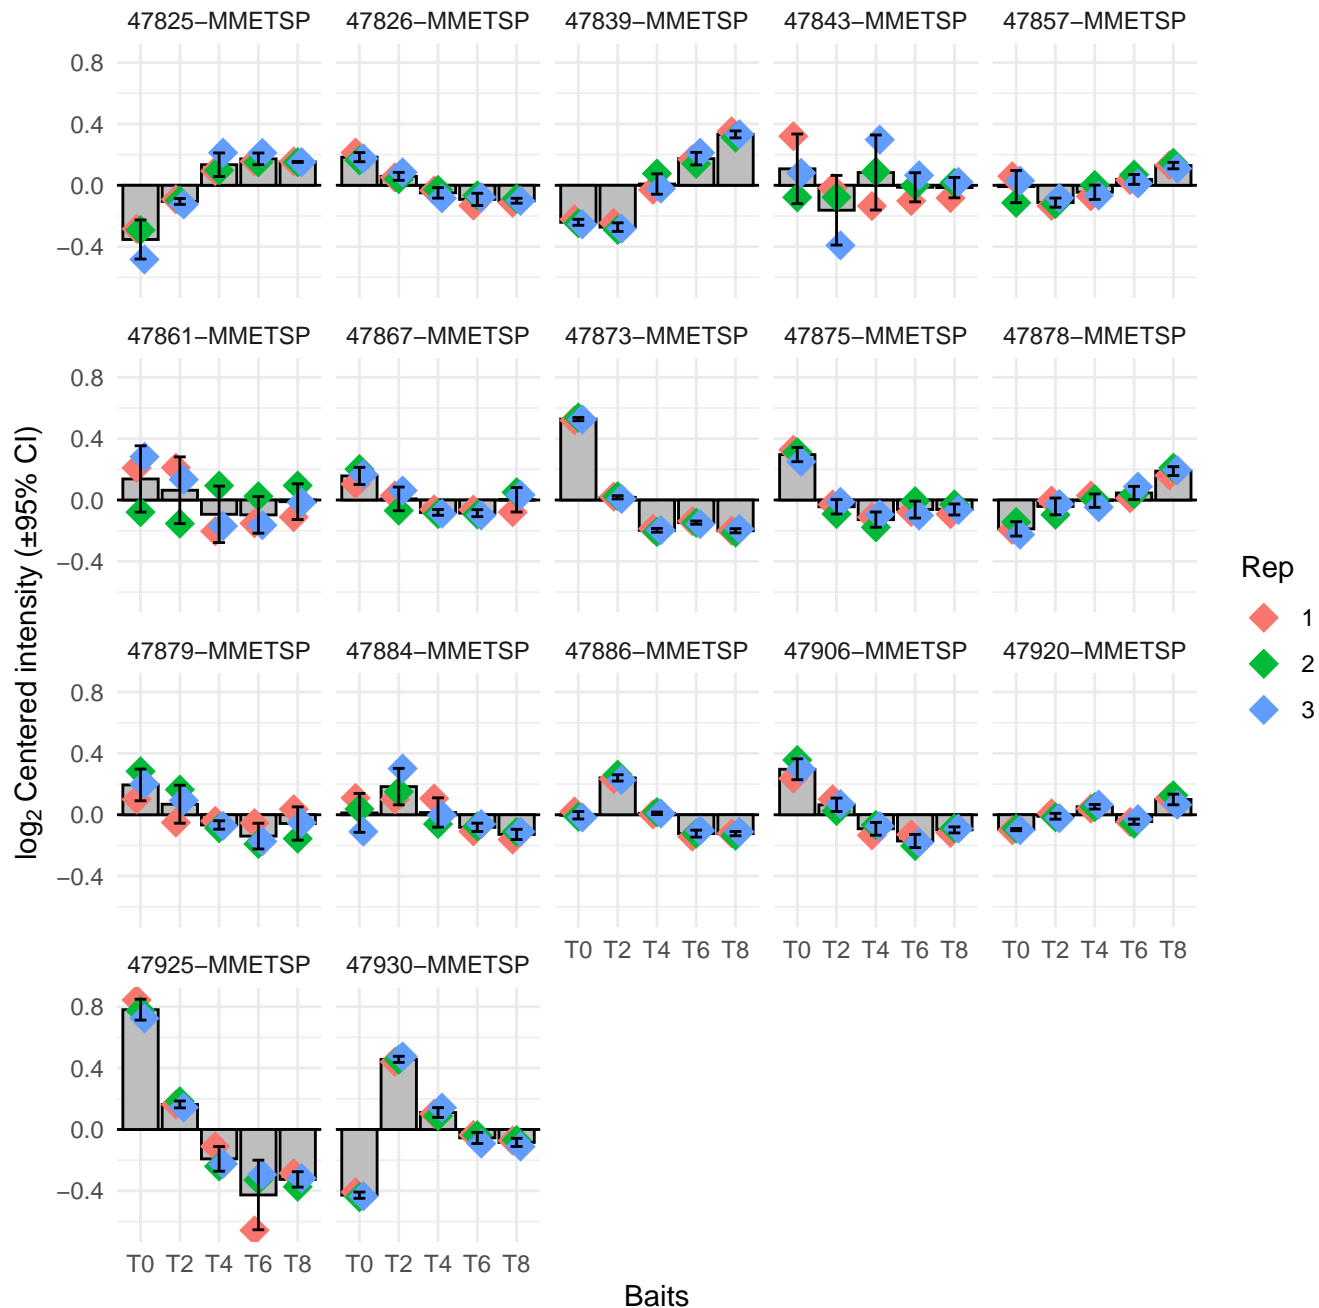 47825−MMETSP 47826−MMETSP 47839−MMETSP 47843−MMETSP 47857−MMETSP
0.8
0.4
0.0
−0.4
47861−MMETSP 47867−MMETSP 47873−MMETSP 47875−MMETSP 47878−MMETSP
0.8
0.4
0.0
−0.4
47879−MMETSP 47884−MMETSP 47886−MMETSP 47906−MMETSP 47920−MMETSP
0.8
0.4
0.0
−0.4
T0 T2 T4 T6 T8 T0 T2 T4 T6 T8 T0 T2 T4 T6 T8
47925−MMETSP 47930−MMETSP
0.8
0.4
0.0
−0.4
T0 T2 T4 T6 T8 T0 T2 T4 T6 T8
Baits
log₂ Centered intensity (±95% CI)
Rep
1
2
3